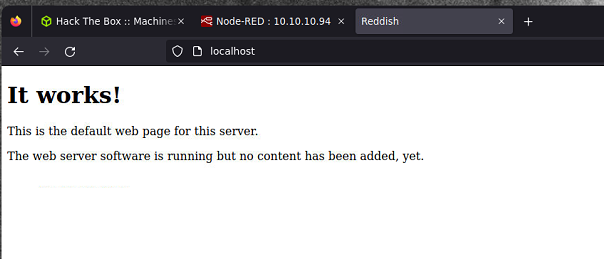 Hack The Box :: Machine
Node-RED : 10.10.10.94
Reddish
localhost
It works!
This is the default web page for this server.
The web server software is running but no content has been added, yet.